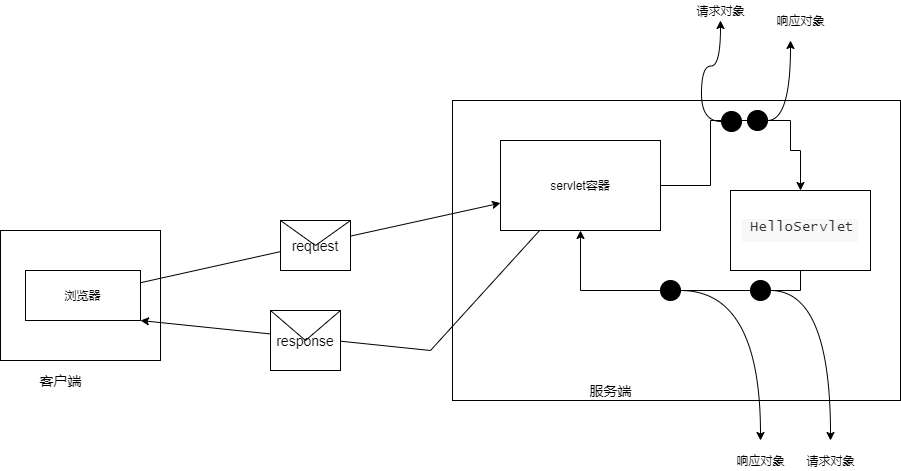 请求对象
响应对象
servlet容器
HelloServlet
request
浏览器
response
客户端
服务端
响应对象
请求对象